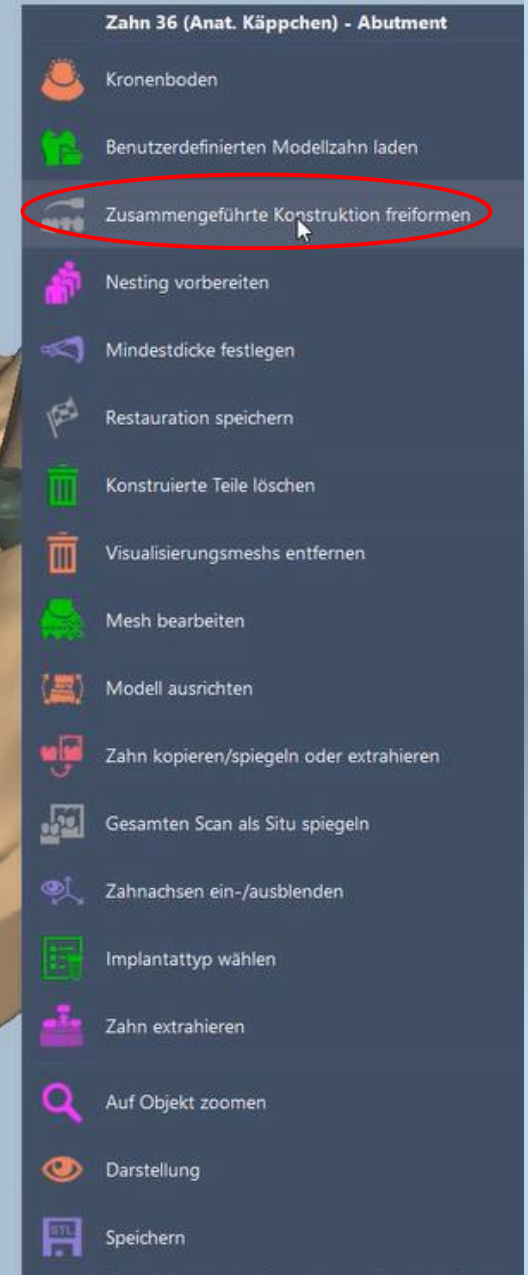 Zahn 36 (Anat. Käppchen) - Abutment
Kronenboden
Benutzerdefinierten Modellzahn laden
Zusammengeführte Konstruktion freiformen
Nesting vorbereiten
Mindestdicke festlegen
Restauration speichern
Konstruierte Teile löschen
Visualisierungsmeshs entfernen
Mesh bearbeiten
Modell ausrichten
Zahn kopieren/spiegeln oder extrahieren
Gesamten Scan als Situ spiegeln
Zahnachsen ein-/ausblenden
Implantattyp wählen
Zahn extrahieren
Auf Objekt zoomen
Darstellung
STL
Speichern